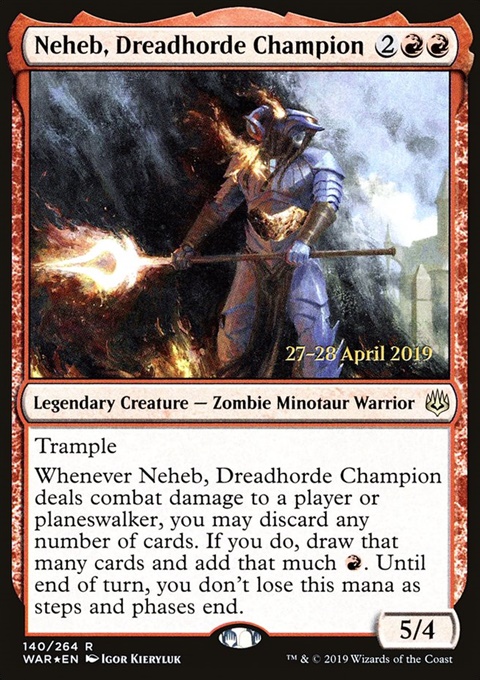 Neheb, Dreadhorde Champion 2
27–28 April 2019
Legendary Creature — Zombie Minotaur Warrior
Trample
Whenever Neheb, Dreadhorde Champion
deals combat damage to a player or
planeswalker, you may discard any
number of cards. If you do, draw that
many cards and add that much . Until
end of turn, you don't lose this mana as
steps and phases end.
5/4
140/264 R
WAR★EN Igor Kieryluk
™ & © 2019 Wizards of the Coast